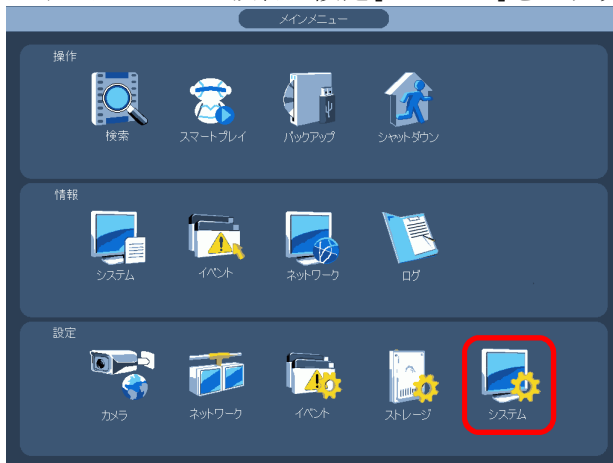 メインメニュー
操作
検索 スマートプレイ バックアップ シャットダウン
情報
システム イベント ネットワーク ログ
設定
カメラ ネットワーク イベント ストレージ システム